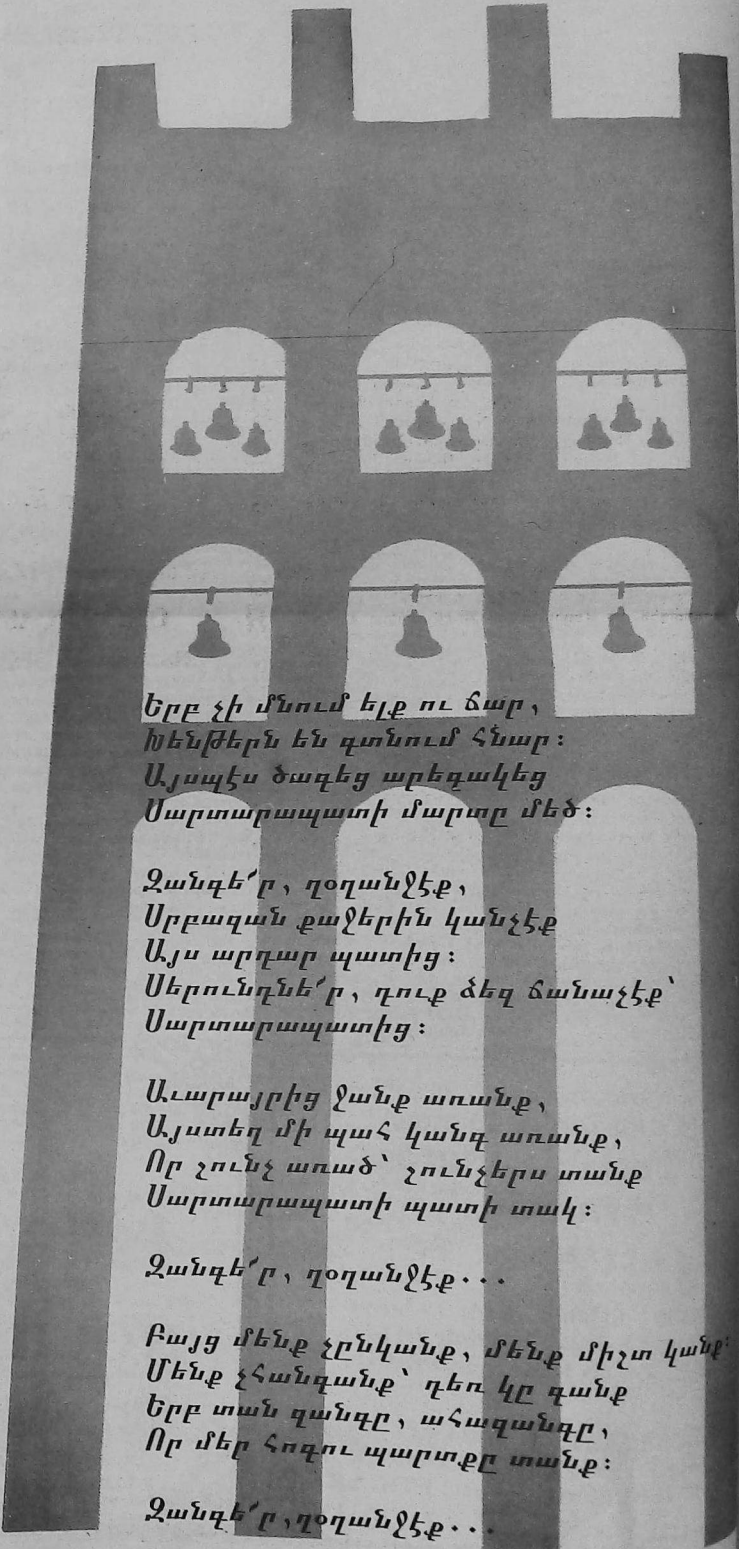 Երբ չի մնում ելք ու ճար,
Խենթերն են գտնում հնար։
Այսպէս ծագեց արեգակեց
Սարտարապատի մարտը մեծ։

Զանգե՛ր, ղօղանջէք,
Սրբազան քաջերին կանչէք
Այս արդար պատից։
Սերունդնե՛ր, դուք ձեզ ճանաչէք՝
Սարտարապատից։

Աւարայրից ջանք առանք,
Այստեղ մի պահ կանգ առանք,
Որ շունչ առած՝ շունչերս տանք
Սարտարապատի պատի տակ։

Զանգե՛ր, ղօղանջէք...

Բայց մենք չընկանք, մենք միշտ կանք։
Մենք չհանգանք՝ դեռ կը գանք
Երբ տան զանգը, ահազանգը,
Որ մեր հոգու պարտքը տանք։

Զանգե՛ր,ղօղանջէք...